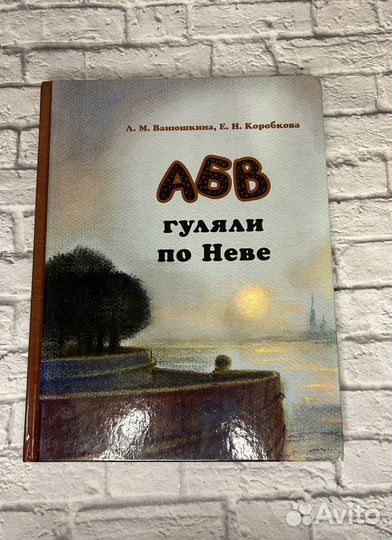 Л. М. Ванюшкина, Е. Н. Коробкова
АБВ
гуляли
по Неве
Avito